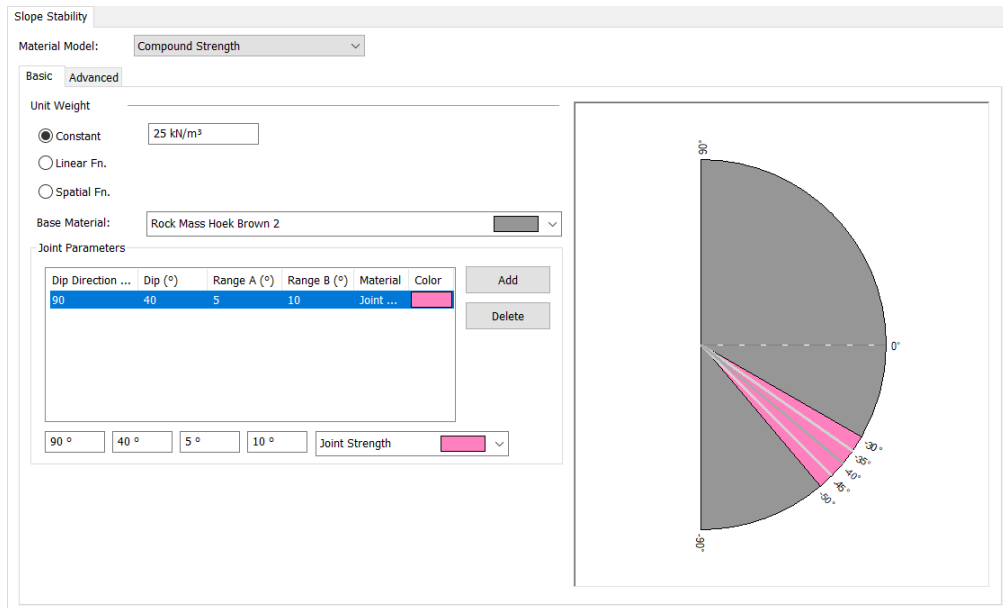 Slope Stability
Material Model: Compound Strength
Basic Advanced
Unit Weight
Constant 25 kN/m³
Linear Fn.
Spatial Fn.
Base Material: Rock Mass Hoek Brown 2
Joint Parameters
Dip Direction ... Dip (°) Range A (°) Range B (°) Material Color
90 40 5 10 Joint ...
Add
Delete
90 ° 40 ° 5 ° 10 ° Joint Strength
90°
0°
-30°
-35°
-40°
-45°
-50°
-90°